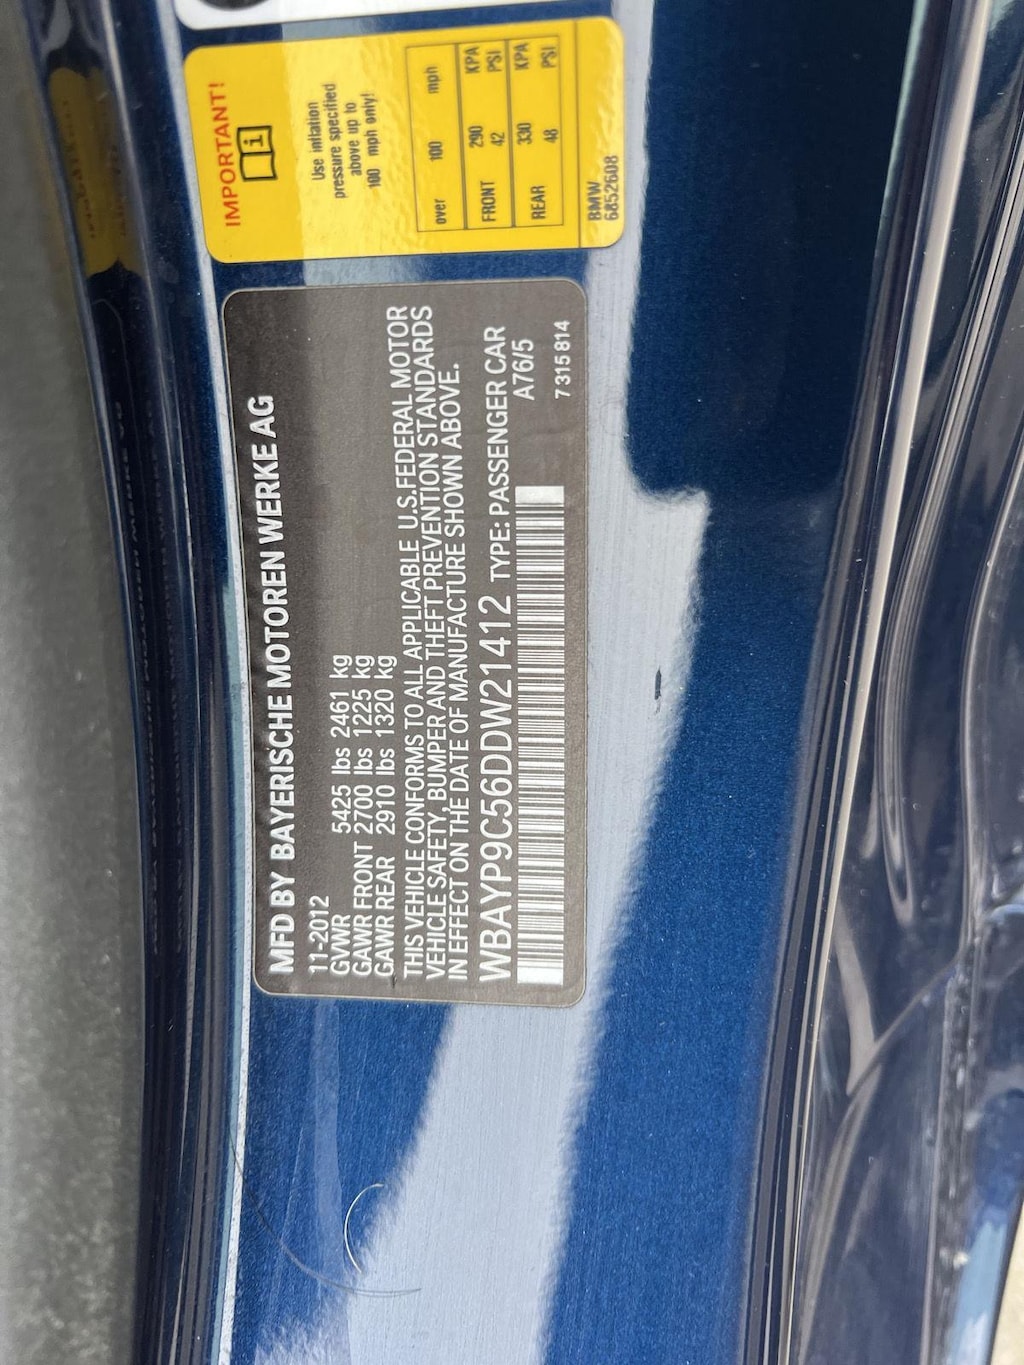 IMPORTANT!
Use inflation
pressure specified
above up to
100 mph only!
over 100 mph
FRONT 290 KPA
42 PSI
REAR 330 KPA
48 PSI
BMW
6852608
MFD BY BAYERISCHE MOTOREN WERKE AG
11-2012
GVWR 5425 lbs 2461 kg
GAWR FRONT 2700 lbs 1225 kg
GAWR REAR 2910 lbs 1320 kg
THIS VEHICLE CONFORMS TO ALL APPLICABLE U.S.FEDERAL MOTOR
VEHICLE SAFETY, BUMPER AND THEFT PREVENTION STANDARDS
IN EFFECT ON THE DATE OF MANUFACTURE SHOWN ABOVE.
WBAYP9C56DDW21412 TYPE: PASSENGER CAR
A76/5
7 315 814